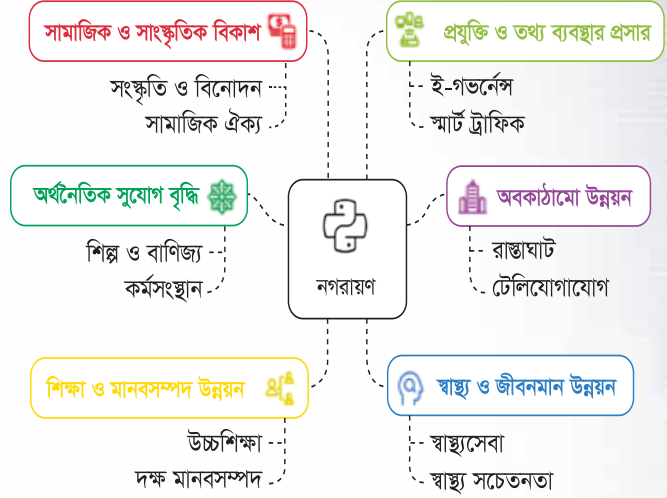 সামাজিক ও সাংস্কৃতিক বিকাশ
সংস্কৃতি ও বিনোদন
সামাজিক ঐক্য
প্রযুক্তি ও তথ্য ব্যবস্থার প্রসার
ই-গভর্নেন্স
স্মার্ট ট্রাফিক
অর্থনৈতিক সুযোগ বৃদ্ধি
শিল্প ও বাণিজ্য
কর্মসংস্থান
নগরায়ণ
অবকাঠামো উন্নয়ন
রাস্তাঘাট
টেলিযোগাযোগ
শিক্ষা ও মানবসম্পদ উন্নয়ন
উচ্চশিক্ষা
দক্ষ মানবসম্পদ
স্বাস্থ্য ও জীবনমান উন্নয়ন
স্বাস্থ্যসেবা
স্বাস্থ্য সচেতনতা